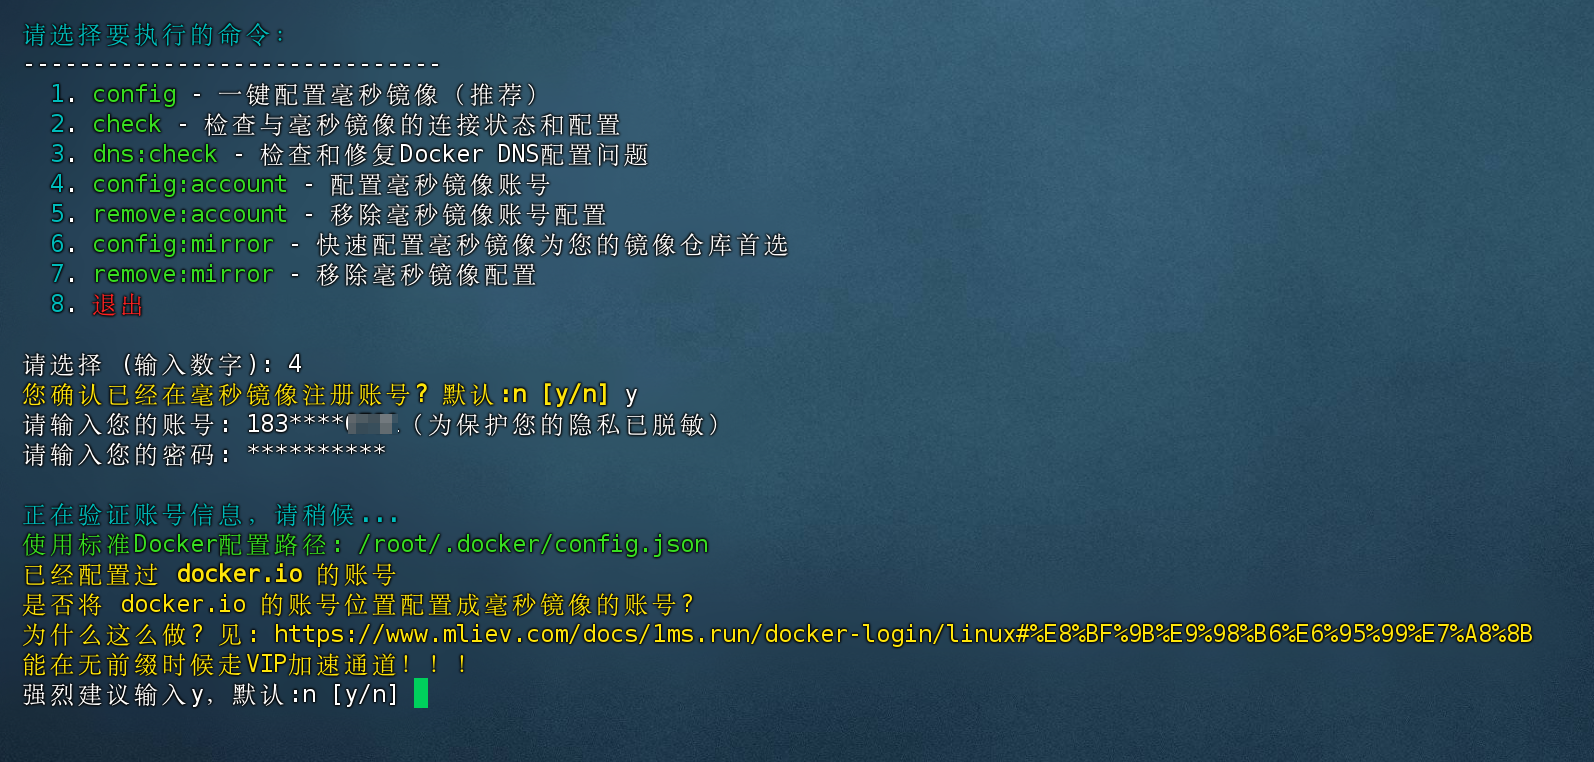 请选择要执行的命令:
------------------------------
1. config - 一键配置毫秒镜像（推荐）
2. check - 检查与毫秒镜像的连接状态和配置
3. dns:check - 检查和修复Docker DNS配置问题
4. config:account - 配置毫秒镜像账号
5. remove:account - 移除毫秒镜像账号配置
6. config:mirror - 快速配置毫秒镜像为您的镜像仓库首选
7. remove:mirror - 移除毫秒镜像配置
8. 退出
请选择 (输入数字): 4
您确认已经在毫秒镜像注册账号? 默认:n [y/n] y
请输入您的账号: 183****（为保护您的隐私已脱敏）
请输入您的密码: **********
正在验证账号信息，请稍候...
使用标准Docker配置路径: /root/.docker/config.json
已经配置过 docker.io 的账号
是否将 docker.io 的账号位置配置成毫秒镜像的账号?
为什么这么做? 见: https://www.mliev.com/docs/1ms.run/docker-login/linux#%E8%BF%9B%E9%98%B6%E6%95%99%E7%A8%8B
能在无前缀时候走VIP加速通道！！！
强烈建议输入y，默认:n [y/n]